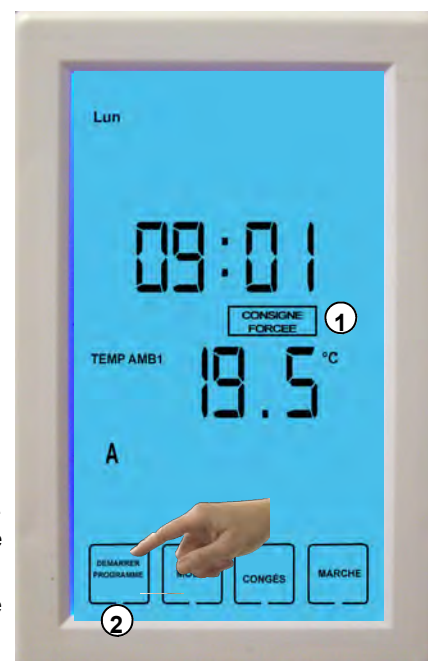 Lun
09:01
CONSIGNE
FORCEE
1
TEMP AMB1
19.5 °C
A
DEMARRER
PROGRAMME
CONGÉS
MARCHE
2